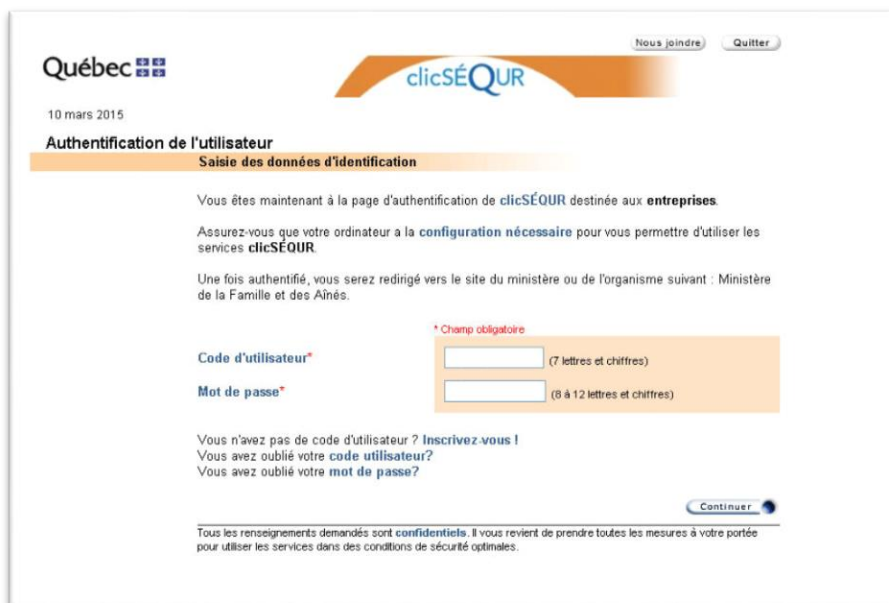 Nous joindre Quitter
Québec
clicSÉQUR
10 mars 2015
Authentification de l'utilisateur
Saisie des données d'identification
Vous êtes maintenant à la page d'authentification de clicSÉQUR destinée aux entreprises.
Assurez-vous que votre ordinateur a la configuration nécessaire pour vous permettre d'utiliser les
services clicSÉQUR.
Une fois authentifié, vous serez redirigé vers le site du ministère ou de l'organisme suivant : Ministère
de la Famille et des Aînés.
* Champ obligatoire
Code d'utilisateur* (7 lettres et chiffres)
Mot de passe* (8 à 12 lettres et chiffres)
Vous n'avez pas de code d'utilisateur ? Inscrivez-vous !
Vous avez oublié votre code utilisateur?
Vous avez oublié votre mot de passe?
Continuer
Tous les renseignements demandés sont confidentiels. Il vous revient de prendre toutes les mesures à votre portée
pour utiliser les services dans des conditions de sécurité optimales.